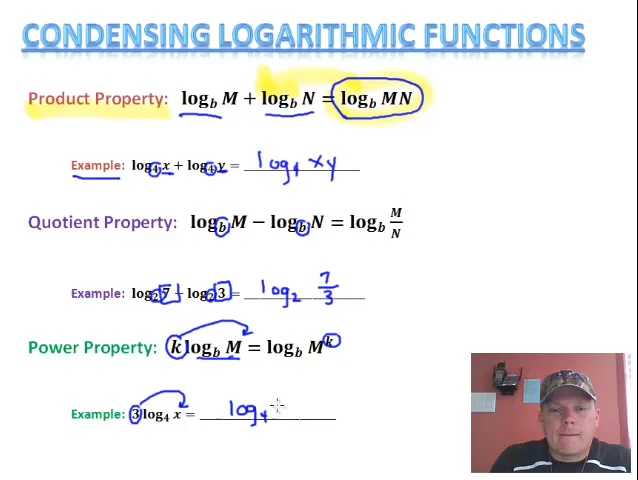 CONDENSING LOGARITHMIC FUNCTIONS
Product Property: log_b M + log_b N = log_b MN
Example: log_4 x + log_4 y = log_4 xy
Quotient Property: log_b M − log_b N = log_b M/N
Example: log_2 7 − log_2 3 = log_2 7/3
Power Property: k log_b M = log_b M^k
Example: 3 log_4 x = log_4